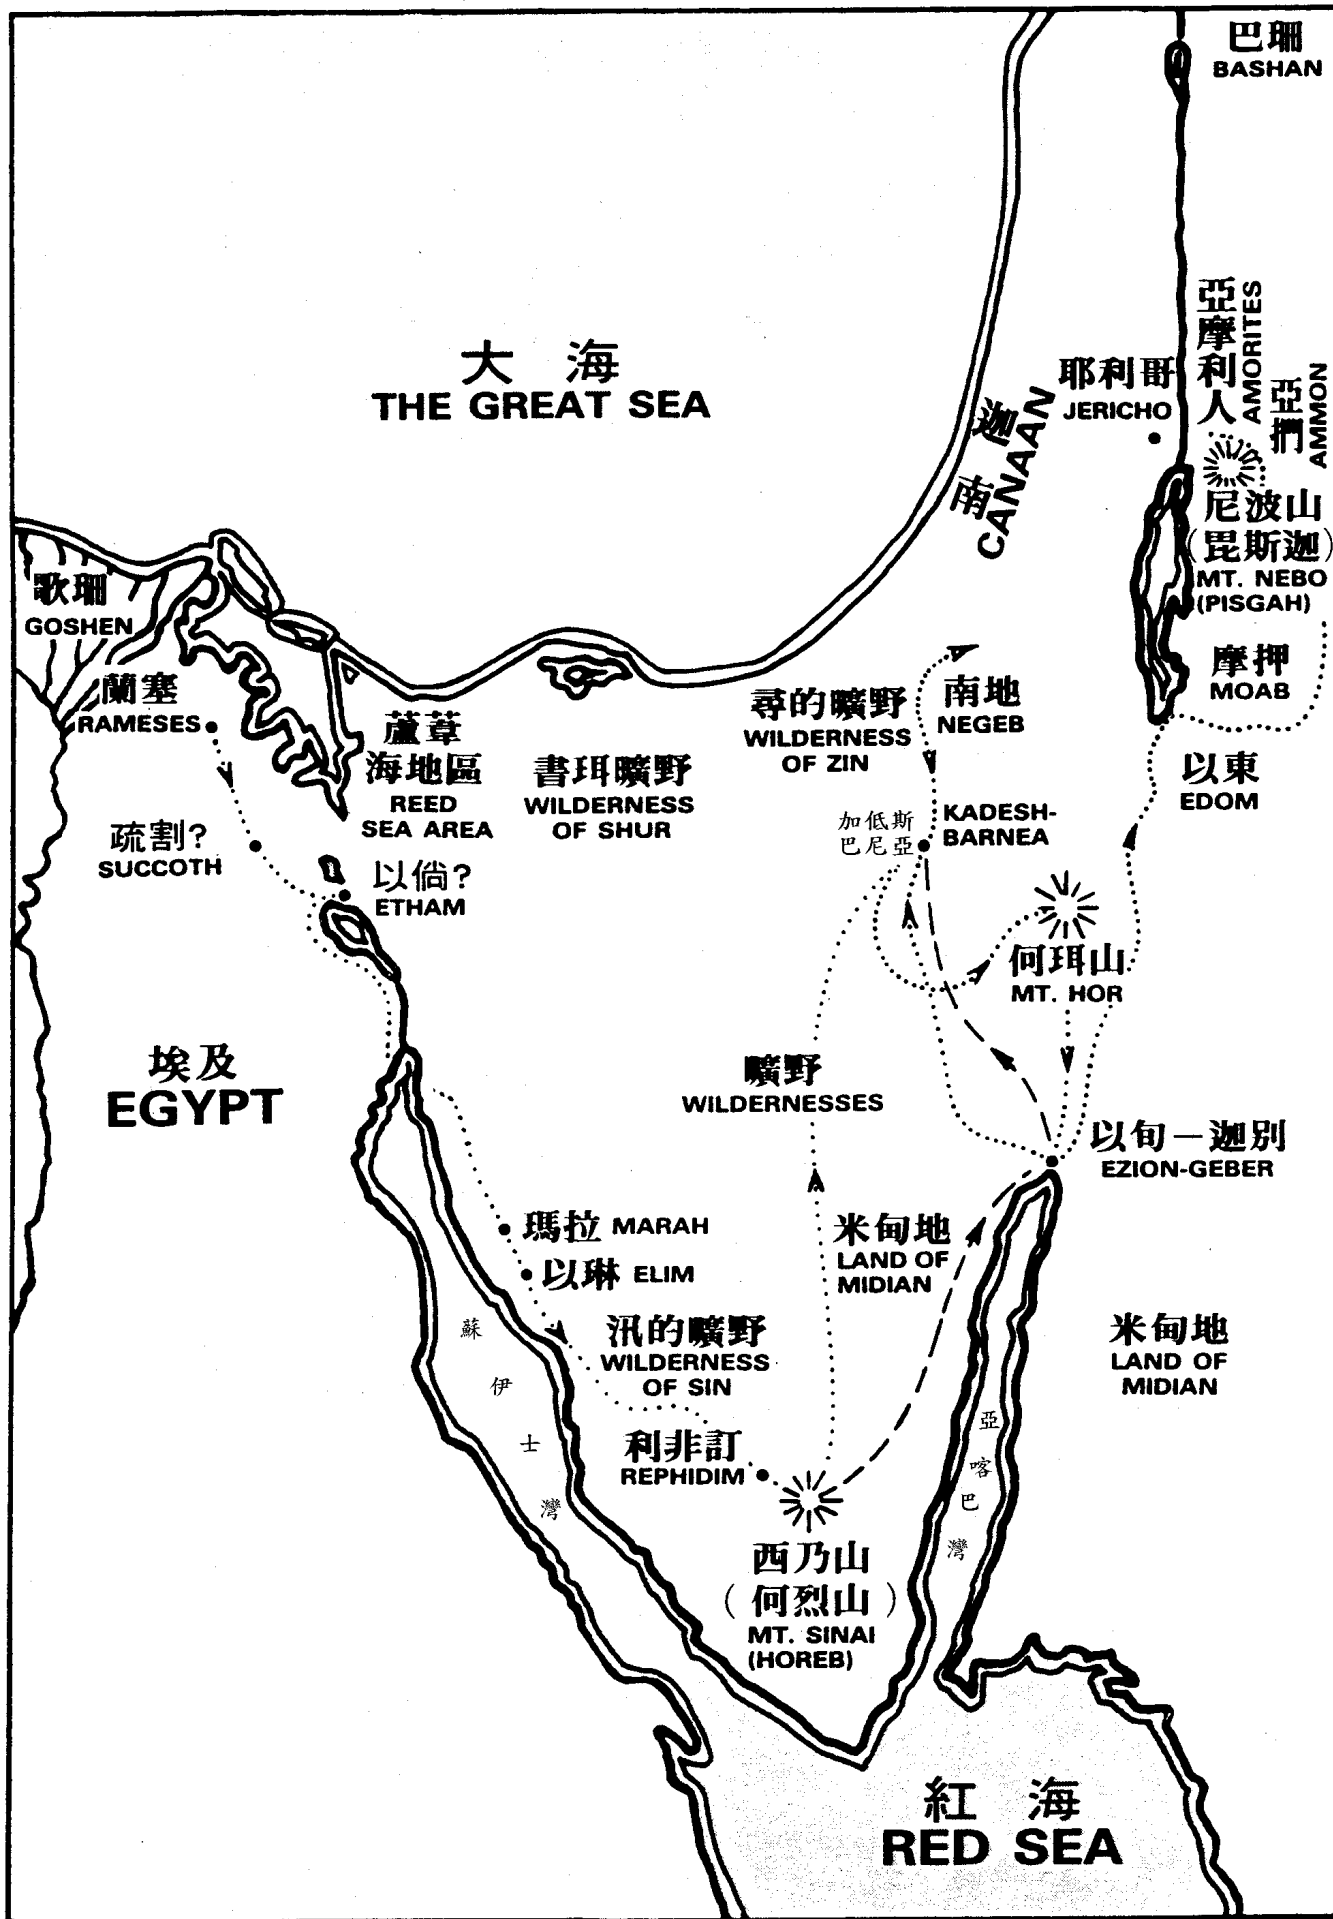 巴珊
BASHAN
亞摩利人
AMORITES
亞捫
AMMON
大海
THE GREAT SEA
耶利哥
JERICHO
迦南
CANAAN
尼波山
(毘斯迦)
MT. NEBO
(PISGAH)
歌珊
GOSHEN
摩押
MOAB
蘭塞
RAMESES
蘆葦
海地區
REED
SEA AREA
書珥曠野
WILDERNESS
OF SHUR
尋的曠野
WILDERNESS
OF ZIN
南地
NEGEB
以東
EDOM
疏割?
SUCCOTH
以倘?
ETHAM
加低斯
巴尼亞
KADESH-
BARNEA
何珥山
MT. HOR
埃及
EGYPT
曠野
WILDERNESSES
以旬－迦別
EZION-GEBER
瑪拉 MARAH
以琳 ELIM
米甸地
LAND OF
MIDIAN
汛的曠野
WILDERNESS
OF SIN
米甸地
LAND OF
MIDIAN
蘇伊士灣
亞喀巴灣
利非訂
REPHIDIM
西乃山
(何烈山)
MT. SINAI
(HOREB)
紅海
RED SEA